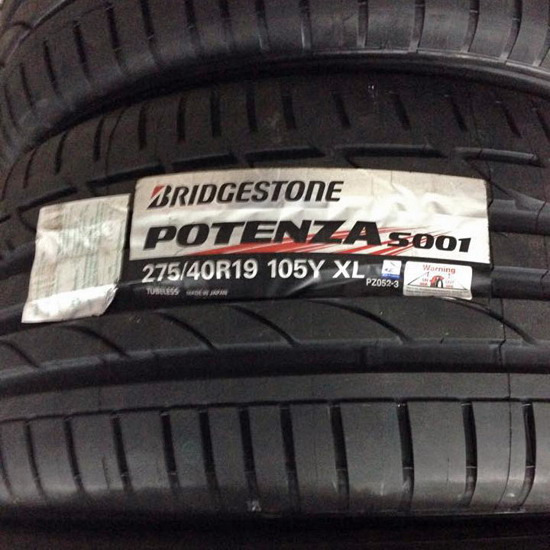 BRIDGESTONE
POTENZA S001
275/40R19 105Y XL
TUBELESS MADE IN JAPAN
PZ052-3
Warning